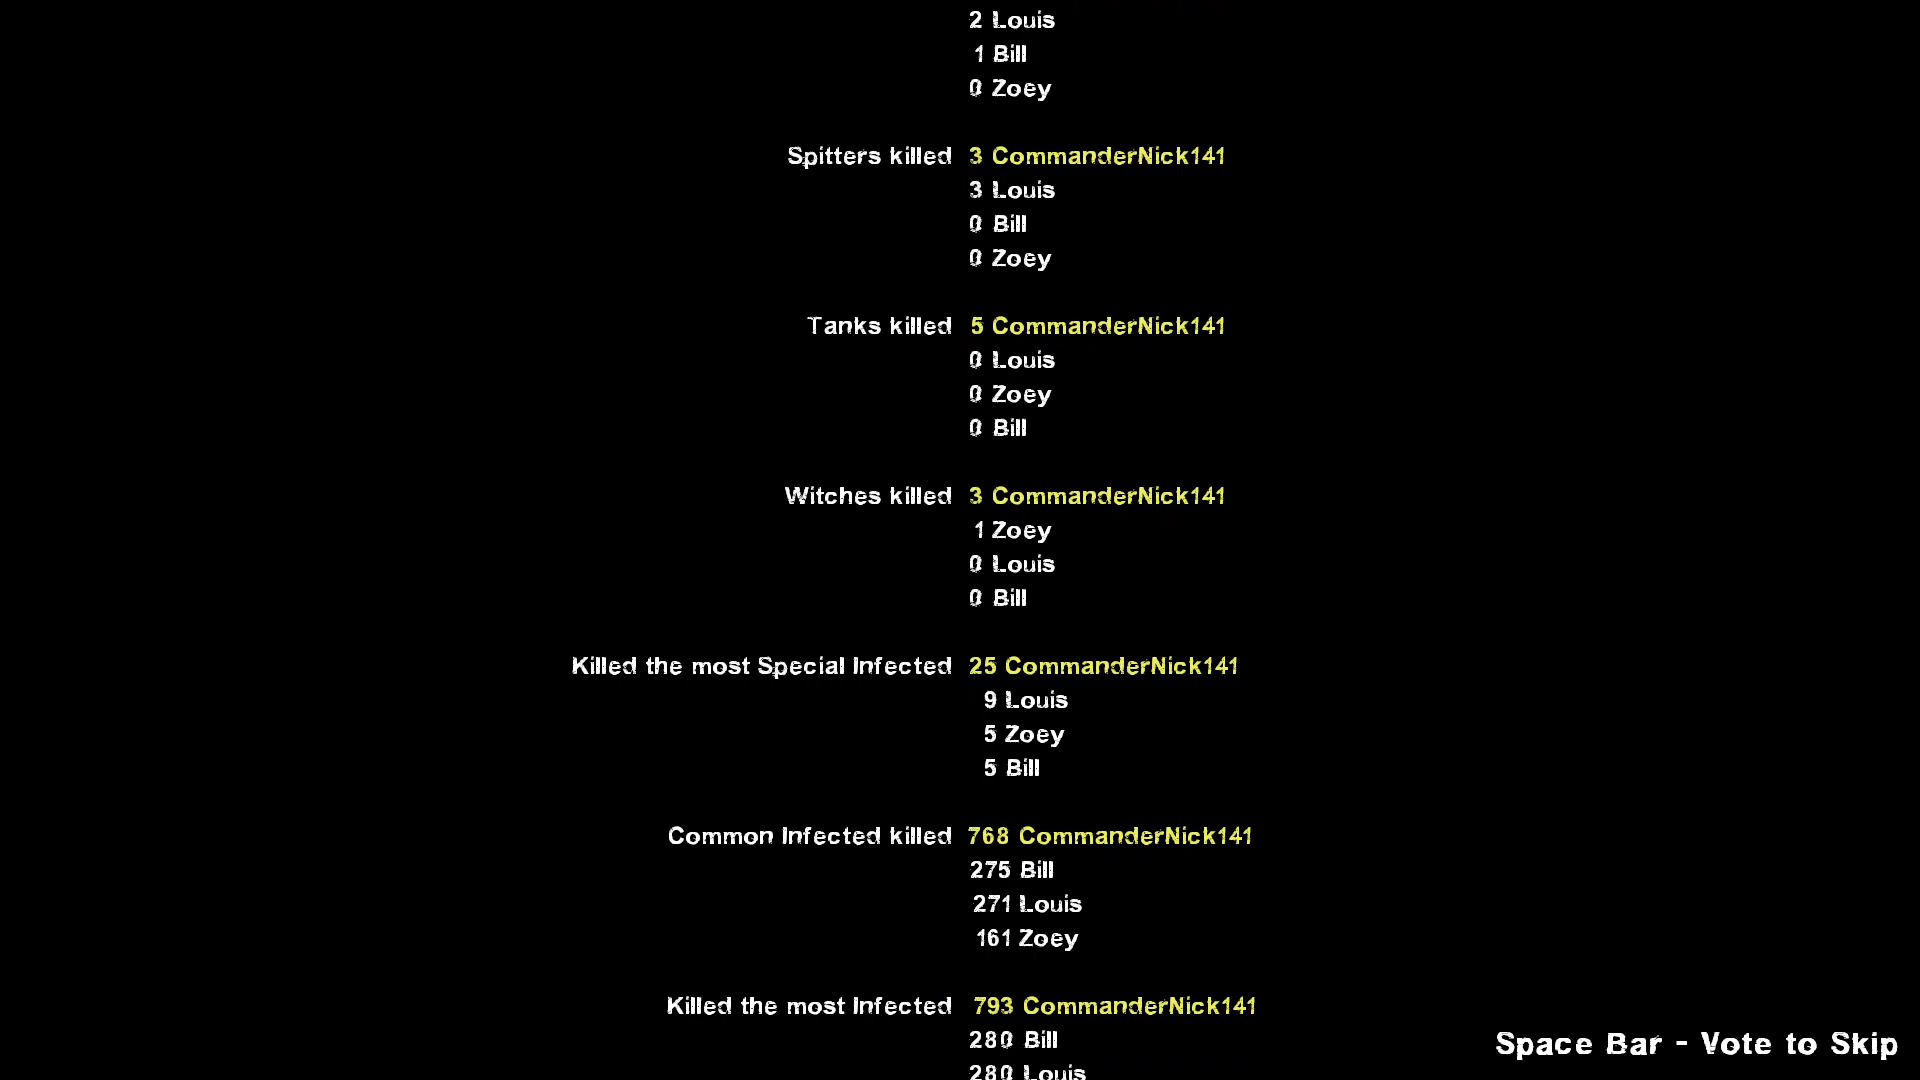 2 Louis
1 Bill
0 Zoey
Spitters killed 3 CommanderNick141
3 Louis
0 Bill
0 Zoey
Tanks killed 5 CommanderNick141
0 Louis
0 Zoey
0 Bill
Witches killed 3 CommanderNick141
1 Zoey
0 Louis
0 Bill
Killed the most Special Infected 25 CommanderNick141
9 Louis
5 Zoey
5 Bill
Common Infected killed 768 CommanderNick141
275 Bill
271 Louis
161 Zoey
Killed the most Infected 793 CommanderNick141
280 Bill
280 Louis
Space Bar - Vote to Skip